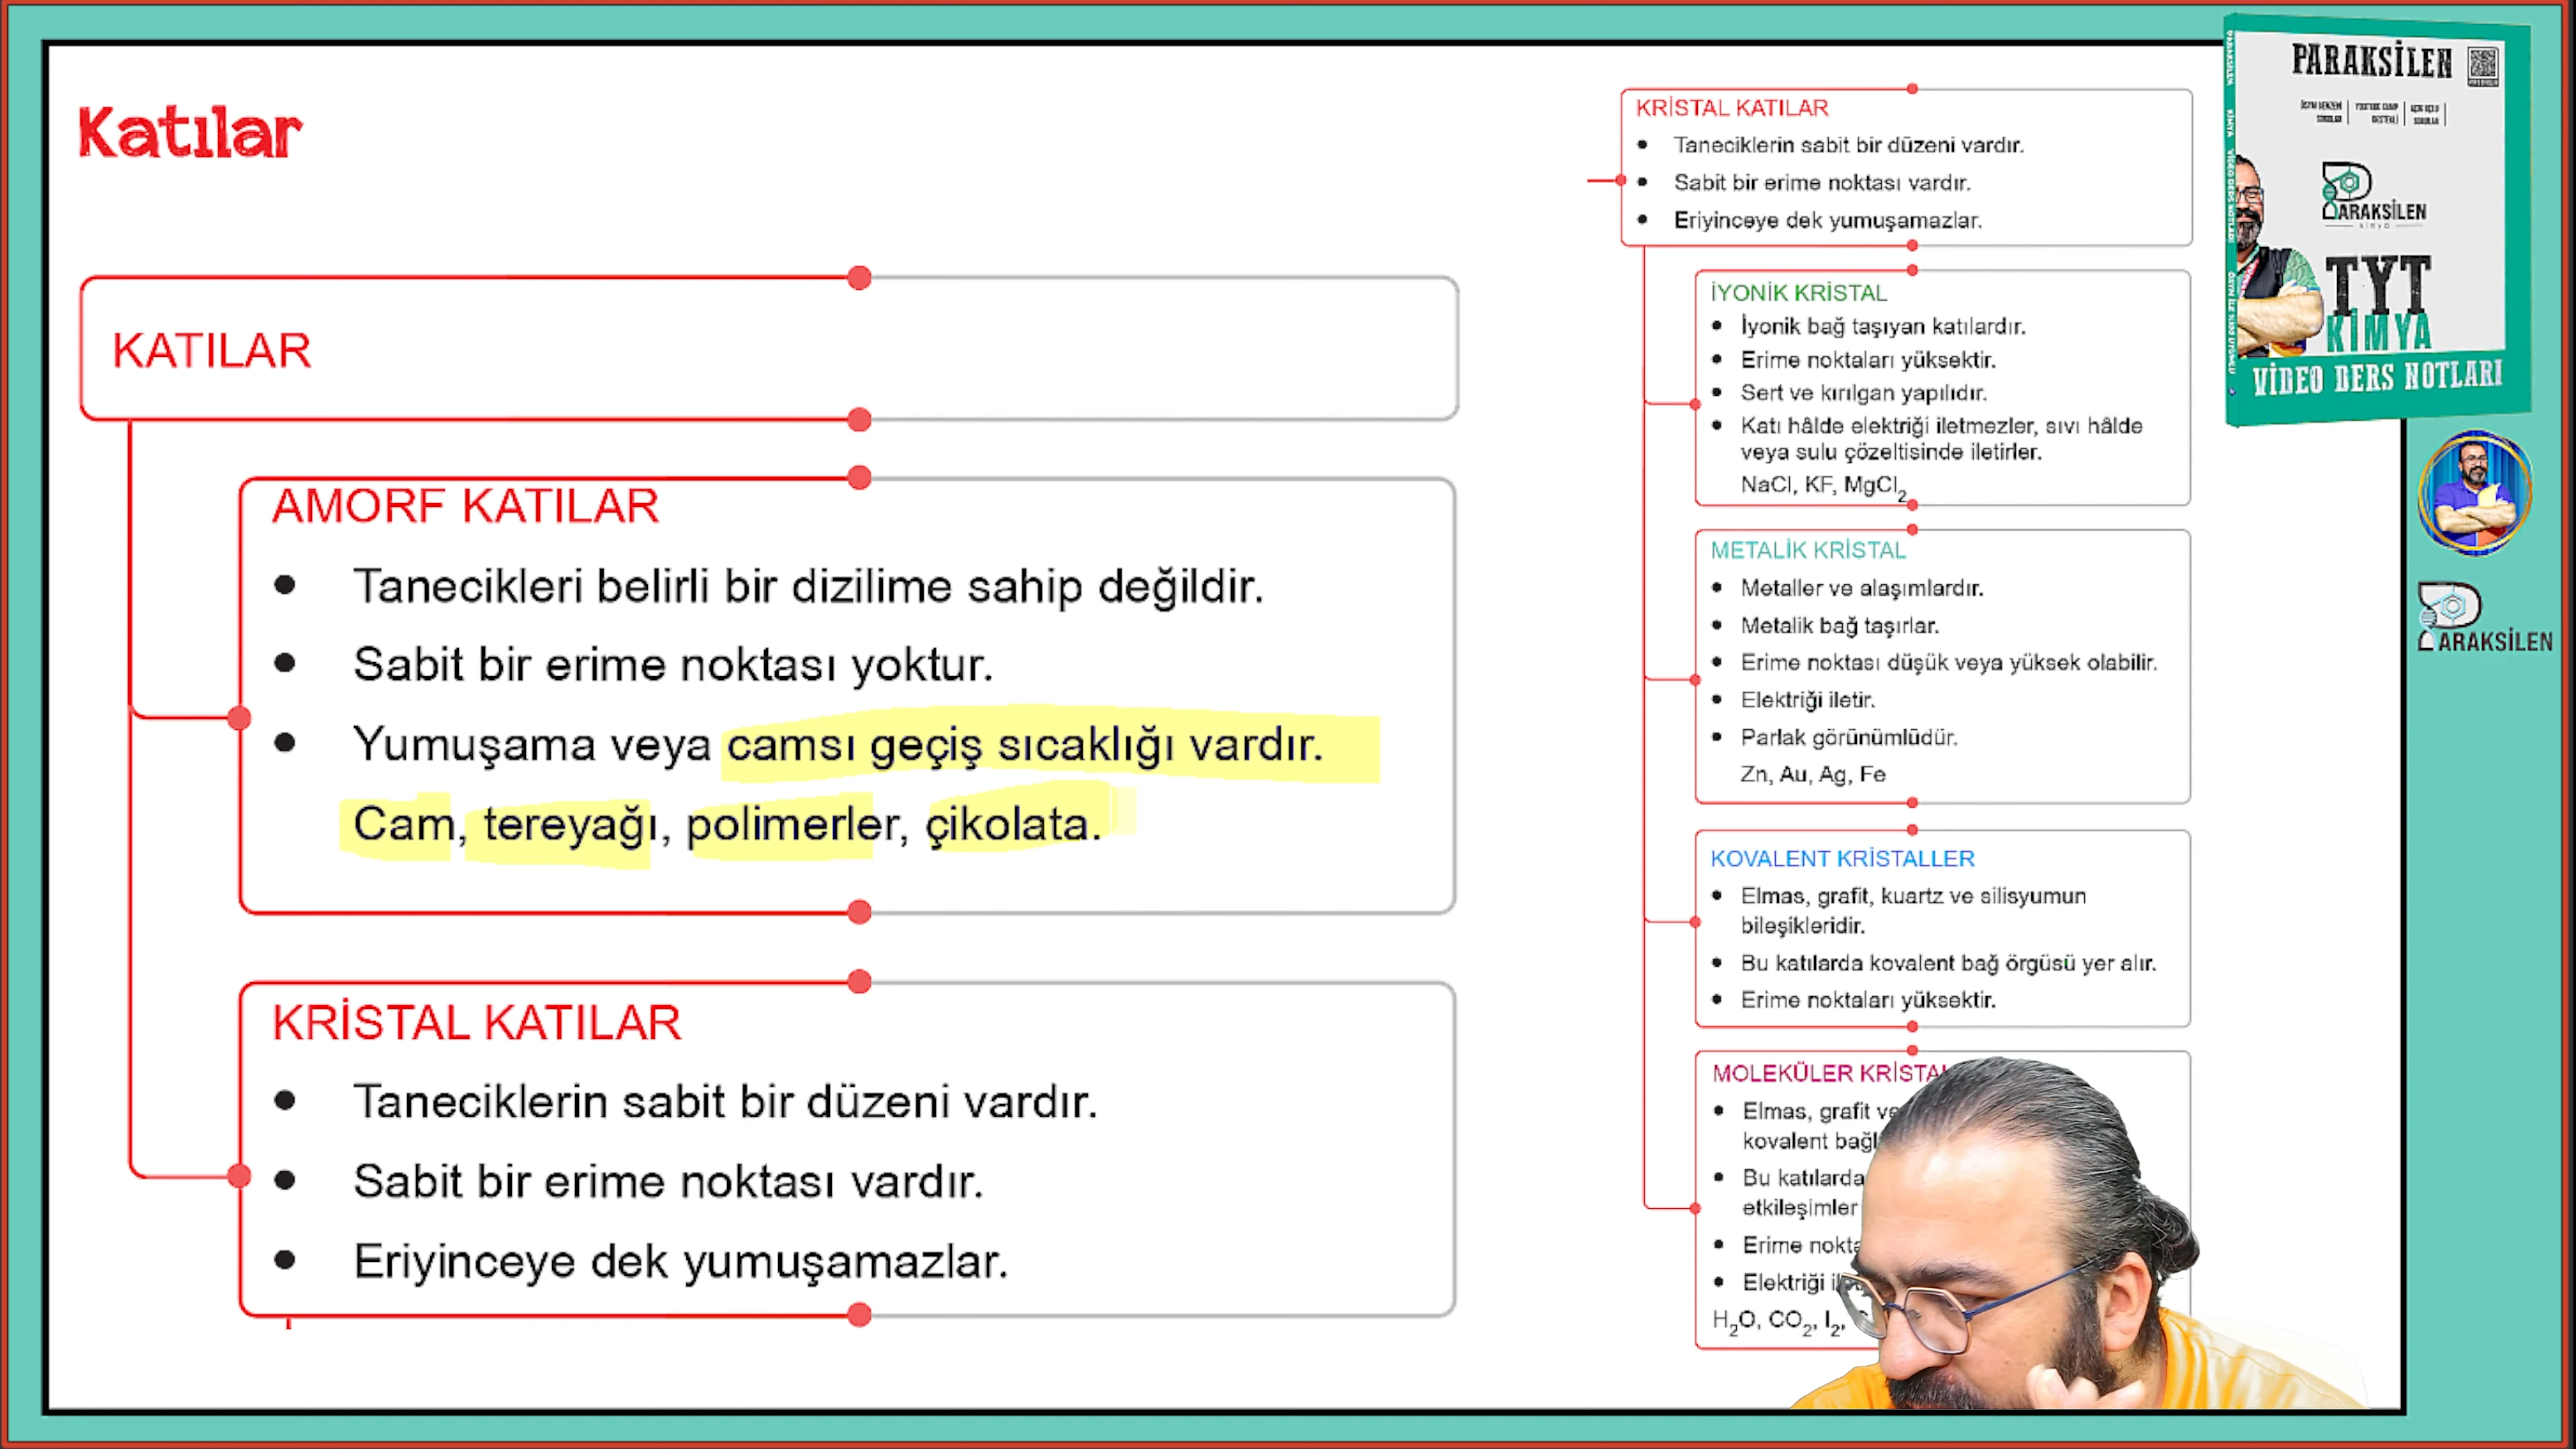 Katılar
KATILAR
AMORF KATILAR
• Tanecikleri belirli bir dizilime sahip değildir.
• Sabit bir erime noktası yoktur.
• Yumuşama veya camsı geçiş sıcaklığı vardır.
Cam, tereyağı, polimerler, çikolata.
KRİSTAL KATILAR
• Taneciklerin sabit bir düzeni vardır.
• Sabit bir erime noktası vardır.
• Eriyinceye dek yumuşamazlar.
KRİSTAL KATILAR
• Taneciklerin sabit bir düzeni vardır.
• Sabit bir erime noktası vardır.
• Eriyinceye dek yumuşamazlar.
İYONİK KRİSTAL
• İyonik bağ taşıyan katılardır.
• Erime noktaları yüksektir.
• Sert ve kırılgan yapılıdır.
• Katı hâlde elektriği iletmezler, sıvı hâlde
veya sulu çözeltisinde iletirler.
NaCl, KF, MgCl₂
METALİK KRİSTAL
• Metaller ve alaşımlardır.
• Metalik bağ taşırlar.
• Erime noktası düşük veya yüksek olabilir.
• Elektriği iletir.
• Parlak görünümlüdür.
Zn, Au, Ag, Fe
KOVALENT KRİSTALLER
• Elmas, grafit, kuartz ve silisyumun
bileşikleridir.
• Bu katılarda kovalent bağ örgüsü yer alır.
• Erime noktaları yüksektir.
MOLEKÜLER
• Elmas, grafit
kovalent
• Bu katılarda
etkileşimler
• Erime
• Elektriği
H₂O, CO₂, I₂,
PARAKSİLEN
ARAKSİLEN
TYT
KİMYA
VİDEO DERS NOTLARI
ARAKSİLEN